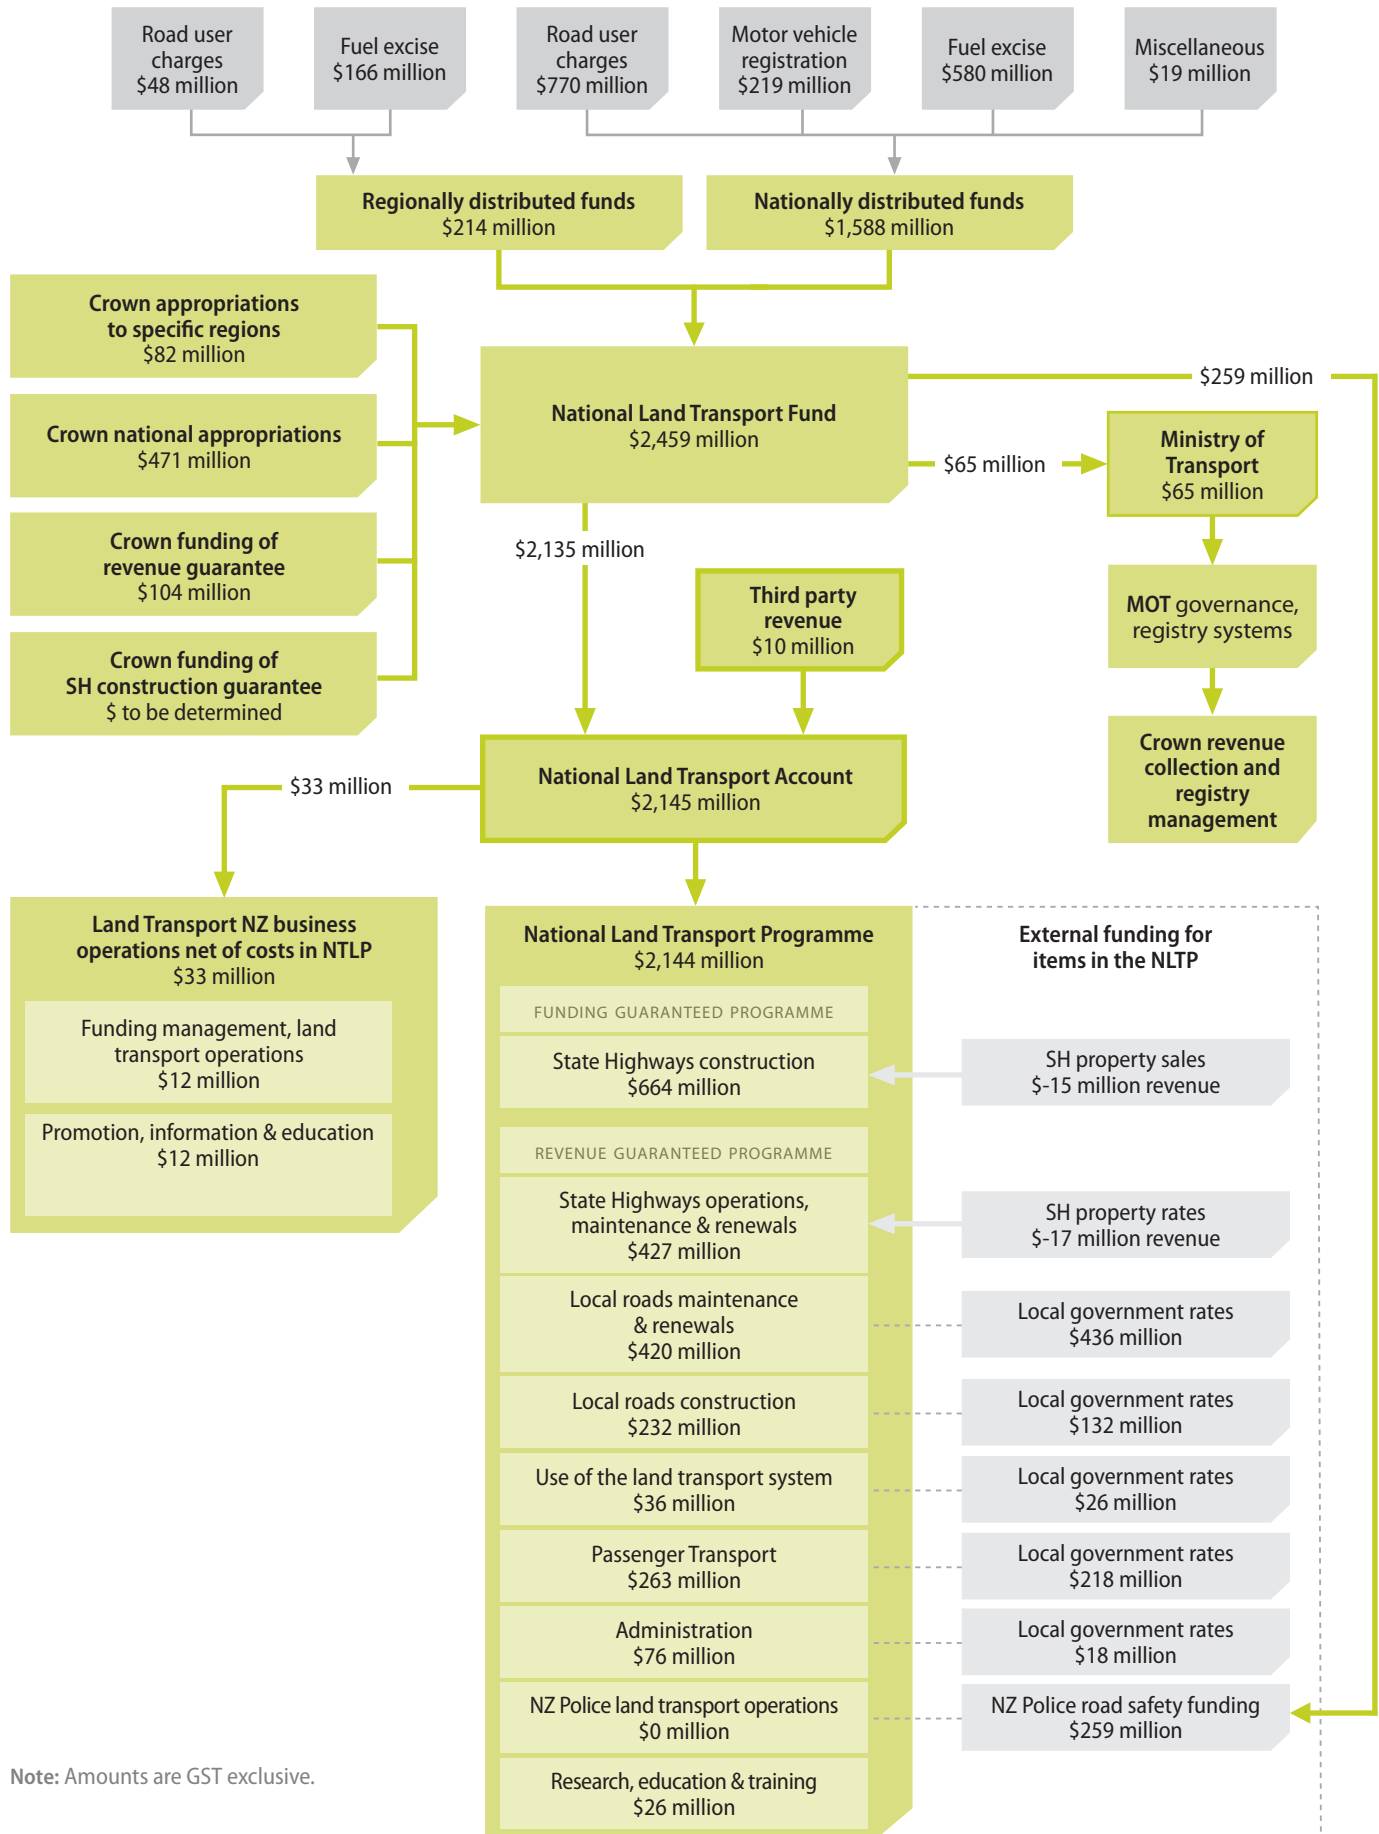 Road user
charges
$48 million
Fuel excise
$166 million
Road user
charges
$770 million
Motor vehicle
registration
$219 million
Fuel excise
$580 million
Miscellaneous
$19 million
Regionally distributed funds
$214 million
Nationally distributed funds
$1,588 million
Crown appropriations
to specific regions
$82 million
Crown national appropriations
$471 million
Crown funding of
revenue guarantee
$104 million
Crown funding of
SH construction guarantee
$ to be determined
National Land Transport Fund
$2,459 million
$259 million
$65 million
Ministry of
Transport
$65 million
$2,135 million
Third party
revenue
$10 million
MOT governance,
registry systems
Crown revenue
collection and
registry
management
National Land Transport Account
$2,145 million
$33 million
Land Transport NZ business
operations net of costs in NTLP
$33 million
Funding management, land
transport operations
$12 million
Promotion, information & education
$12 million
National Land Transport Programme
$2,144 million
External funding for
items in the NLTP
FUNDING GUARANTEED PROGRAMME
State Highways construction
$664 million
SH property sales
$-15 million revenue
REVENUE GUARANTEED PROGRAMME
State Highways operations,
maintenance & renewals
$427 million
SH property rates
$-17 million revenue
Local roads maintenance
& renewals
$420 million
Local government rates
$436 million
Local roads construction
$232 million
Local government rates
$132 million
Use of the land transport system
$36 million
Local government rates
$26 million
Passenger Transport
$263 million
Local government rates
$218 million
Administration
$76 million
Local government rates
$18 million
NZ Police land transport operations
$0 million
NZ Police road safety funding
$259 million
Research, education & training
$26 million
Note: Amounts are GST exclusive.